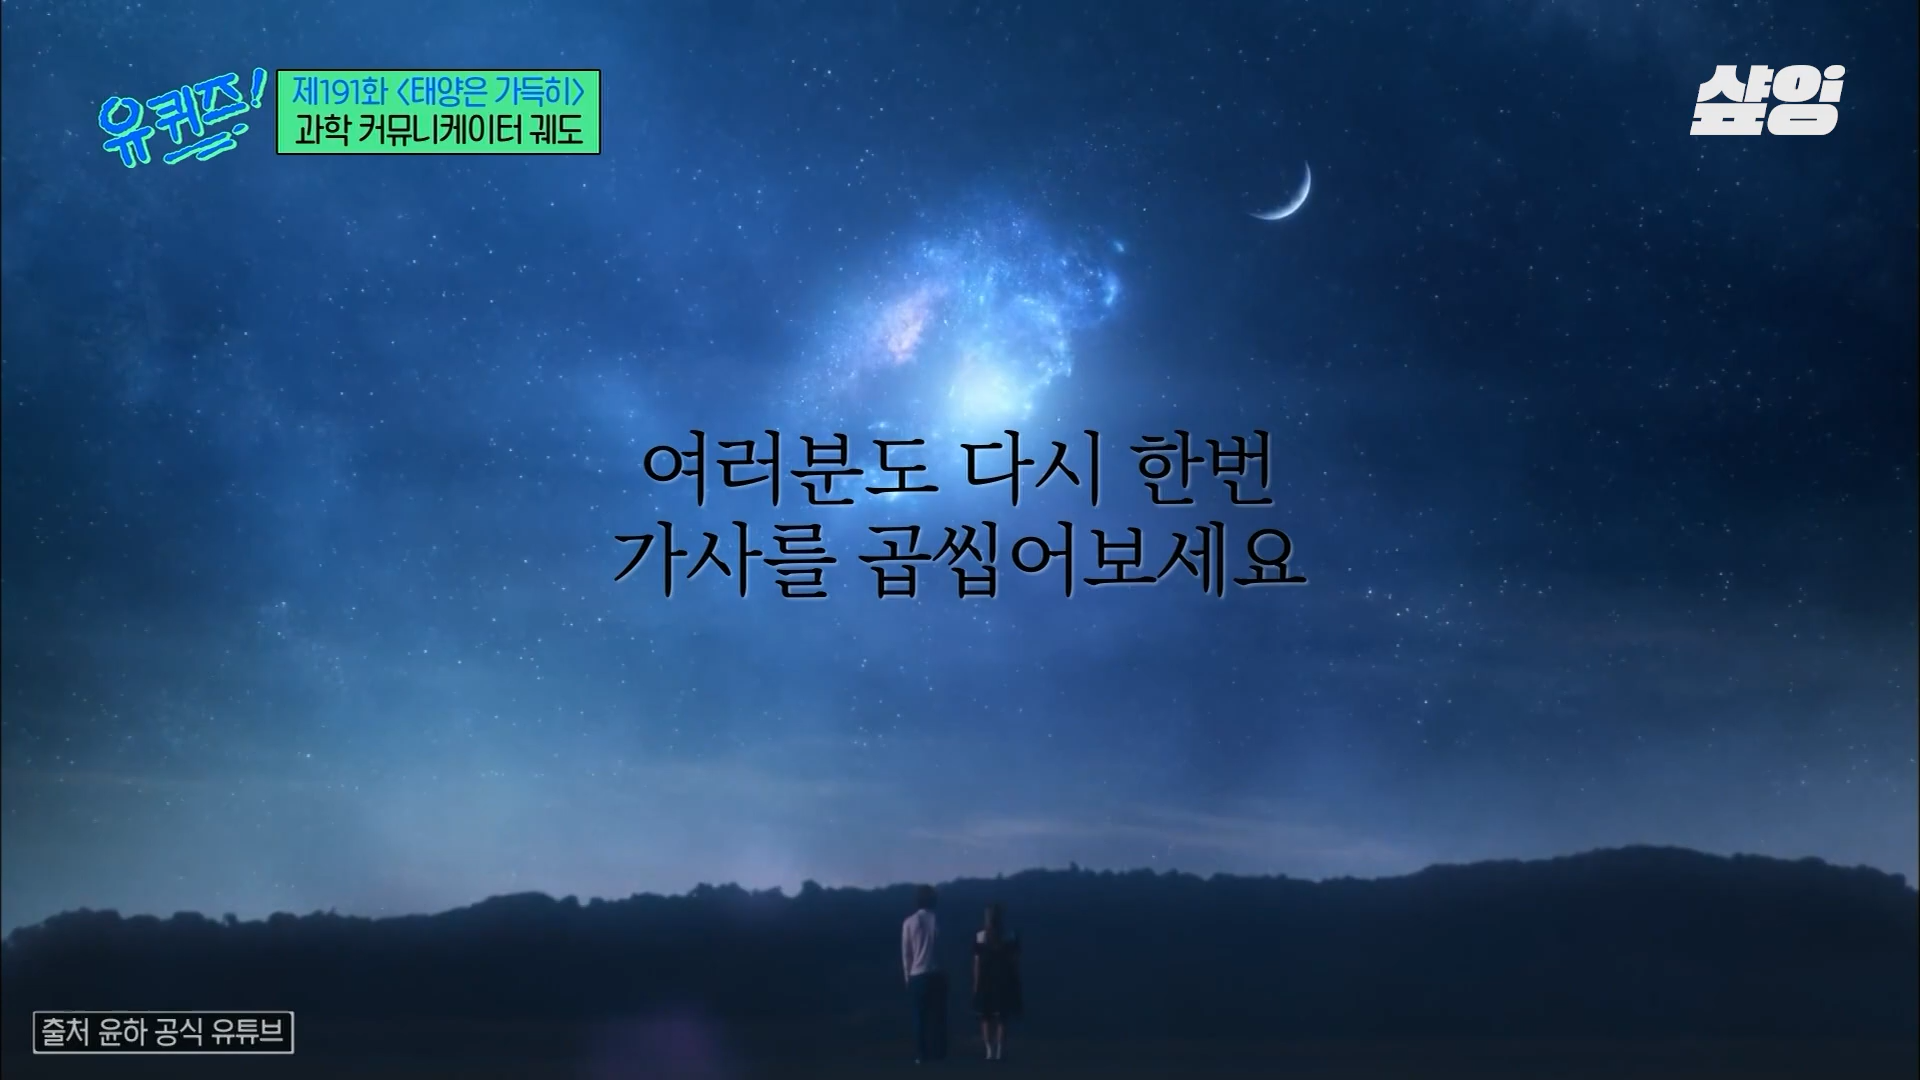 유퀴즈!
제191화 <태양은 가득히>
과학 커뮤니케이터 궤도
샾잉
여러분도 다시 한번
가사를 곱씹어보세요
출처 윤하 공식 유튜브